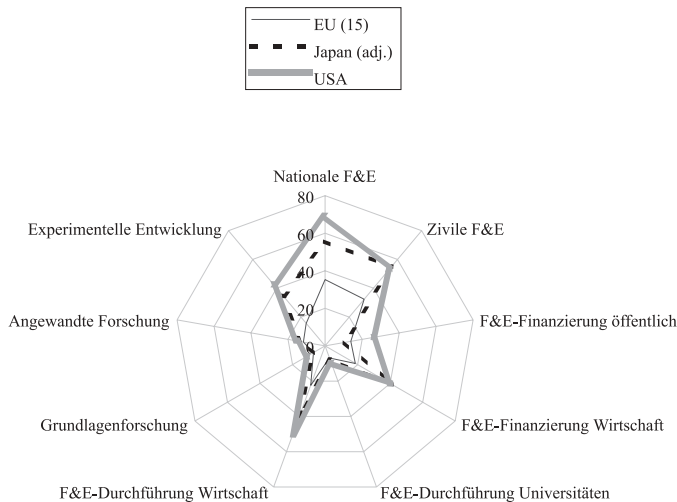 EU (15)
Japan (adj.)
USA
Nationale F&E
80
60
40
20
0
Zivile F&E
F&E-Finanzierung öffentlich
F&E-Finanzierung Wirtschaft
F&E-Durchführung Universitäten
F&E-Durchführung Wirtschaft
Grundlagenforschung
Angewandte Forschung
Experimentelle Entwicklung